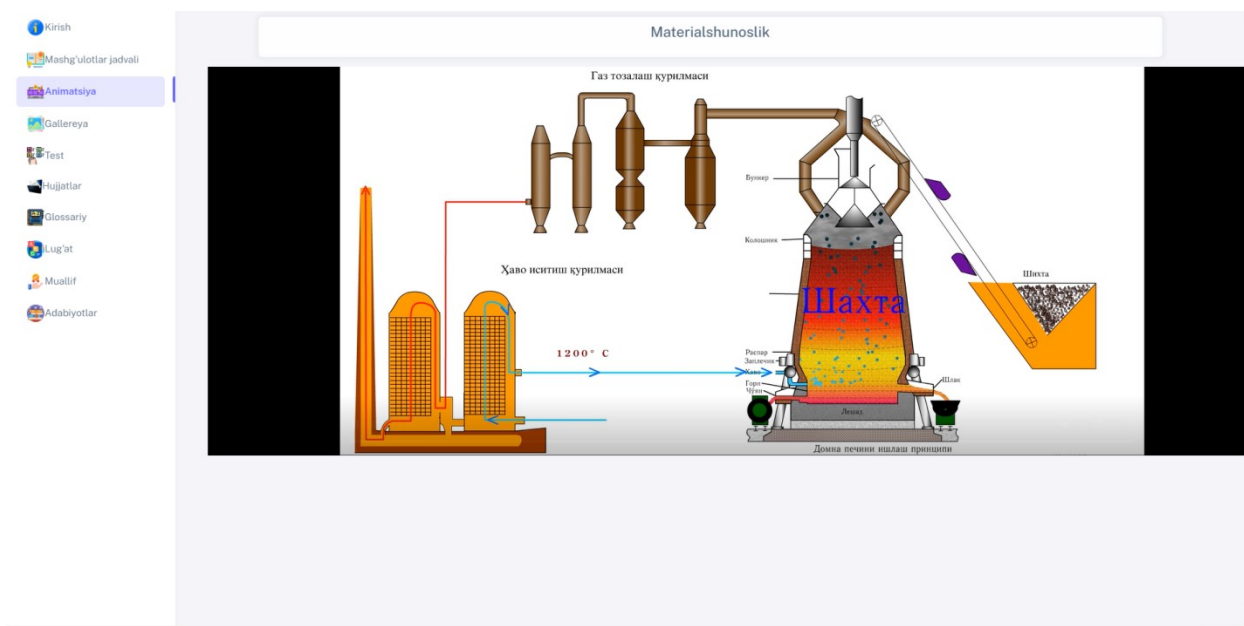 Kirish
Mashg'ulotlar jadvali
Animatsiya
Gallereya
Test
Hujjatlar
Glossariy
Lug'at
Muallif
Adabiyotlar
Materialshunoslik
Газ тозалаш қурилмаси
Бункер
Колошник
Шихта
Ҳаво иситиш қурилмаси
Шахта
1200° C
Распар
Заплечик
Ҳаво
Горн
Чўян
Шлак
Лешад
Домна печини ишлаш принципи